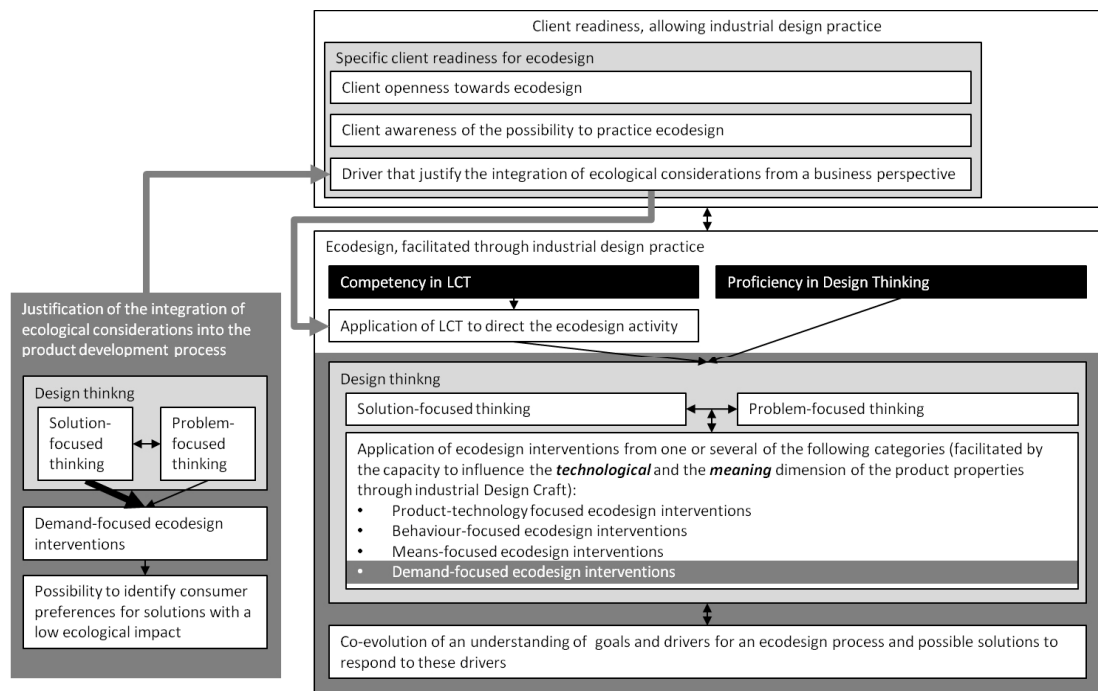 Client readiness, allowing industrial design practice
Specific client readiness for ecodesign
Client openness towards ecodesign
Client awareness of the possibility to practice ecodesign
Driver that justify the integration of ecological considerations from a business perspective
Ecodesign, facilitated through industrial design practice
Competency in LCT
Proficiency in Design Thinking
Application of LCT to direct the ecodesign activity
Justification of the integration of
ecological considerations into the
product development process
Design thinkng
Solution-
focused
thinking
Problem-
focused
thinking
Demand-focused ecodesign
interventions
Possibility to identify consumer
preferences for solutions with a
low ecological impact
Design thinkng
Solution-focused thinking
Problem-focused thinking
Application of ecodesign interventions from one or several of the following categories (facilitated
by the capacity to influence the technological and the meaning dimension of the product properties
through industrial Design Craft):
• Product-technology focused ecodesign interventions
• Behaviour-focused ecodesign interventions
• Means-focused ecodesign interventions
• Demand-focused ecodesign interventions
Co-evolution of an understanding of goals and drivers for an ecodesign process and possible solutions to
respond to these drivers